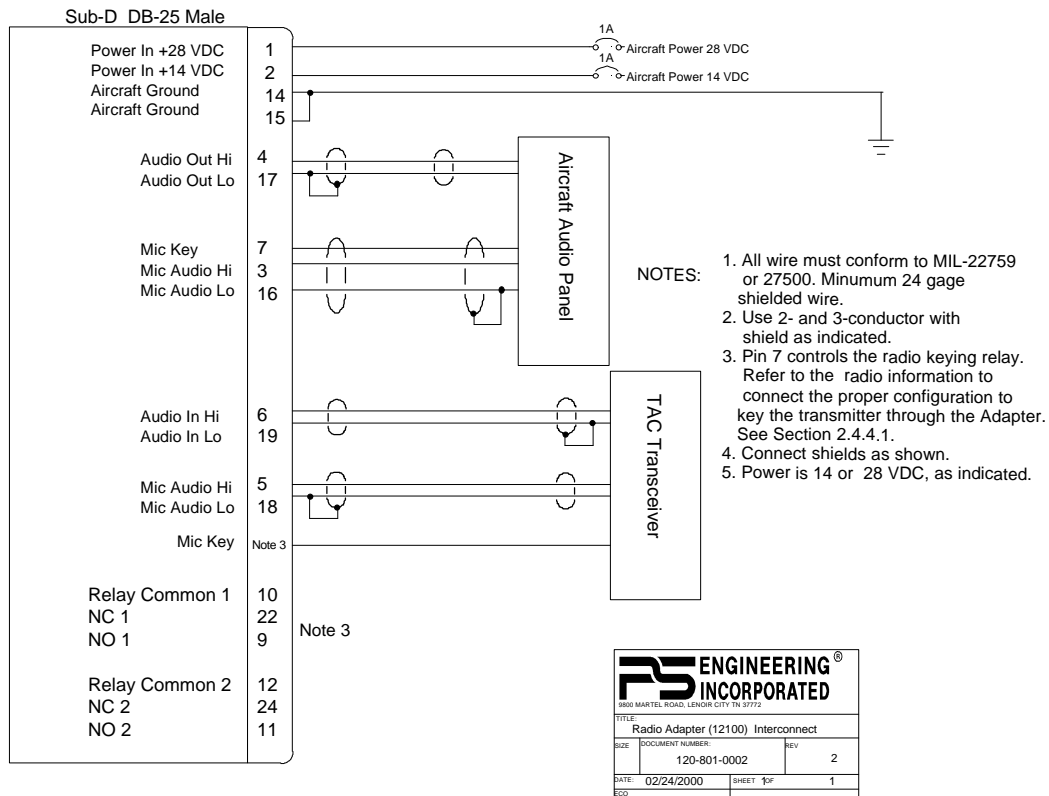 Sub-D DB-25 Male
Power In +28 VDC 1
Power In +14 VDC 2
Aircraft Ground 14
Aircraft Ground 15
1A
Aircraft Power 28 VDC
1A
Aircraft Power 14 VDC
Audio Out Hi 4
Audio Out Lo 17
Mic Key 7
Mic Audio Hi 3
Mic Audio Lo 16
Aircraft Audio Panel
Audio In Hi 6
Audio In Lo 19
Mic Audio Hi 5
Mic Audio Lo 18
Mic Key Note 3
TAC Transceiver
Relay Common 1 10
NC 1 22
NO 1 9
Note 3
Relay Common 2 12
NC 2 24
NO 2 11
NOTES:
1. All wire must conform to MIL-22759
or 27500. Minumum 24 gage
shielded wire.
2. Use 2- and 3-conductor with
shield as indicated.
3. Pin 7 controls the radio keying relay.
Refer to the radio information to
connect the proper configuration to
key the transmitter through the Adapter.
See Section 2.4.4.1.
4. Connect shields as shown.
5. Power is 14 or 28 VDC, as indicated.
PS ENGINEERING ®
INCORPORATED
9800 MARTEL ROAD, LENOIR CITY TN 37772
TITLE:
Radio Adapter (12100) Interconnect
SIZE DOCUMENT NUMBER: REV
120-801-0002 2
DATE: 02/24/2000 SHEET 1 OF 1
ECO